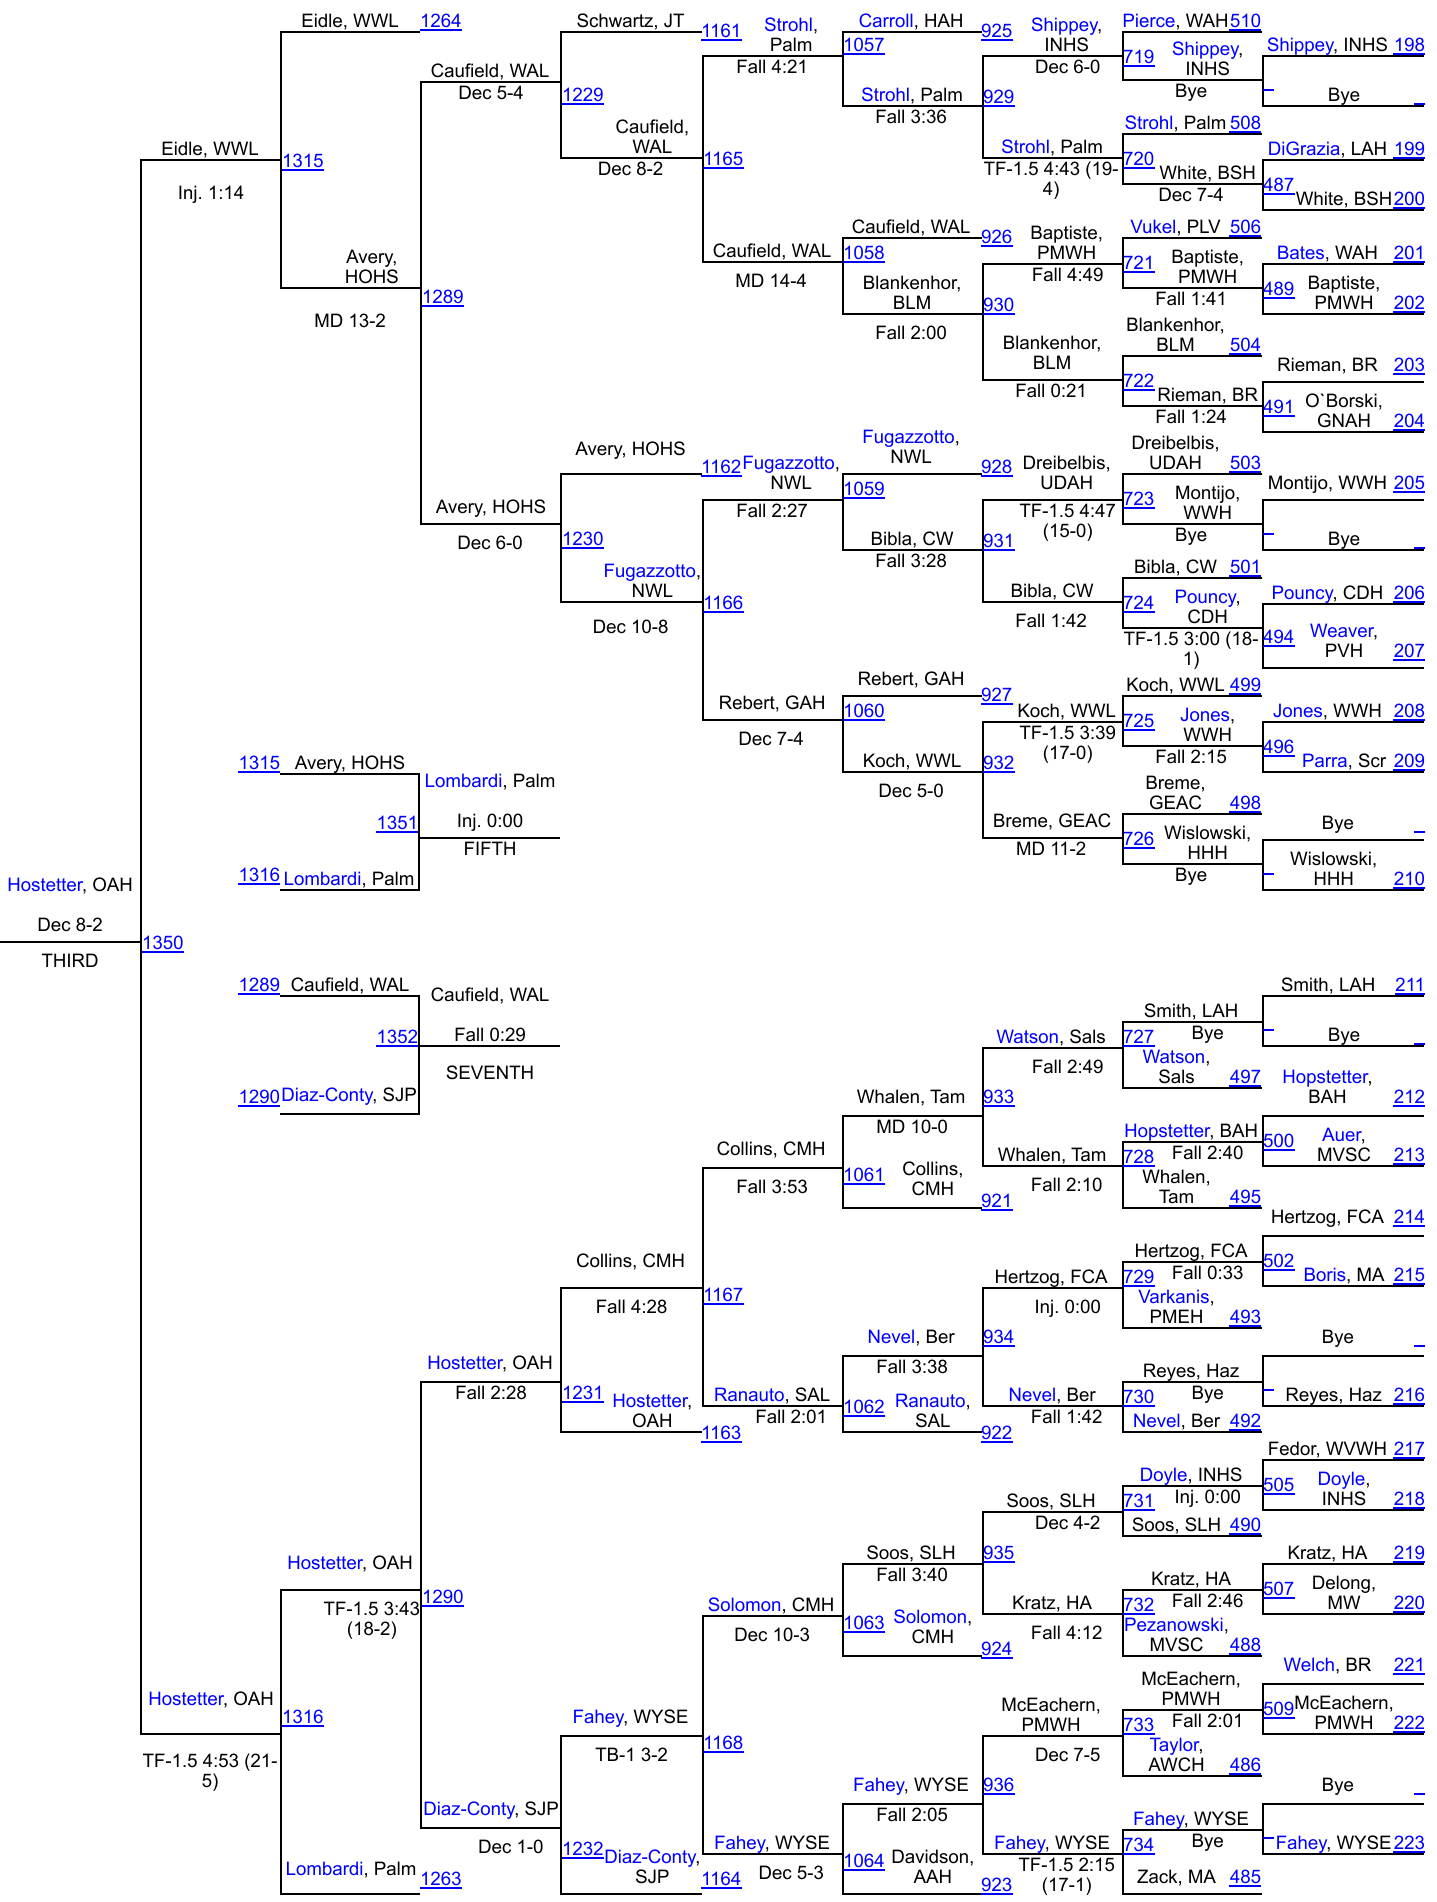 Eidle, WWL 1264 Schwartz, JT 1161 Strohl, Carroll, HAH 925 Shippey, Pierce, WAH 510
Palm 1057 INHS 719 Shippey, Shippey, INHS 198
Caufield, WAL Fall 4:21 Dec 6-0 INHS
Dec 5-4 1229 Strohl, Palm 929 Bye Bye
Fall 3:36
Caufield, Strohl, Palm 508
WAL 1165 Strohl, Palm 720 DiGrazia, LAH 199
Eidle, WWL 1315 Dec 8-2 TF-1.5 4:43 (19- White, BSH 487
Inj. 1:14 4) Dec 7-4 White, BSH 200
Caufield, WAL 926 Baptiste, Vukel, PLV 506
Avery, Caufield, WAL 1058 PMWH 721 Baptiste, Bates, WAH 201
HOHS MD 14-4 Blankenhor, Fall 4:49 PMWH 489 Baptiste,
1289 BLM 930 Fall 1:41 PMWH 202
MD 13-2 Fall 2:00 Blankenhor, Blankenhor,
BLM BLM 504
Fall 0:21 722 Rieman, BR 203
Rieman, BR 491 O`Borski,
Fall 1:24 GNAH 204
Avery, HOHS 1162 Fugazzotto, Fugazzotto, Dreibelbis, Dreibelbis,
NWL NWL 928 UDAH UDAH 503
Fall 2:27 1059 TF-1.5 4:47 723 Montijo, Montijo, WWH 205
Avery, HOHS (15-0) WWH
Dec 6-0 1230 Bibla, CW 931 Bye Bye
Fall 3:28
Fugazzotto, Bibla, CW 501
NWL 1166 Bibla, CW 724 Pouncy, Pouncy, CDH 206
Dec 10-8 Fall 1:42 CDH 494 Weaver,
TF-1.5 3:00 (18- PVH 207
1)
Rebert, GAH 927 Koch, WWL 499
Rebert, GAH 1060 Koch, WWL 725 Jones, Jones, WWH 208
Dec 7-4 TF-1.5 3:39 WWH 496
Koch, WWL 932 (17-0) Fall 2:15 Parra, Scr 209
Dec 5-0
1315 Avery, HOHS Breme,
Lombardi, Palm GEAC 498
1351 Inj. 0:00 Breme, GEAC 726 Wislowski, Bye
FIFTH MD 11-2 HHH
1316 Lombardi, Palm Bye Wislowski,
HHH 210
Hostetter, OAH
Dec 8-2
1350
THIRD
1289 Caufield, WAL Caufield, WAL Smith, LAH 211
1352 Fall 0:29 Watson, Sals Smith, LAH
SEVENTH Fall 2:49 727 Bye Bye
Watson,
Sals 497 Hopstetter,
1290 Diaz-Conty, SJP Whalen, Tam 933 BAH 212
MD 10-0 Hopstetter, BAH 500 Auer,
Collins, CMH Whalen, Tam 728 Fall 2:40 MVSC 213
Fall 3:53 1061 Collins, Fall 2:10 Whalen,
CMH 921 Tam 495
Hertzog, FCA 214
Collins, CMH Hertzog, FCA Hertzog, FCA 502
Fall 4:28 1167 Inj. 0:00 729 Fall 0:33 Boris, MA 215
Varkanis,
PMEH 493
Nevel, Ber 934 Bye
Fall 3:38
Hostetter, OAH Reyes, Haz
Fall 2:28 1231 Hostetter, Ranauto, SAL 1062 Ranauto, Nevel, Ber 730 Bye Reyes, Haz 216
OAH Fall 2:01 SAL Fall 1:42 Nevel, Ber 492
1163 922
Fedor, WVWH 217
Doyle, INHS 505 Doyle,
Soos, SLH 731 Inj. 0:00 INHS 218
Dec 4-2 Soos, SLH 490
Hostetter, OAH Soos, SLH 935 Kratz, HA 219
Fall 3:40
TF-1.5 3:43 1290 Solomon, CMH Kratz, HA Kratz, HA 507 Delong,
(18-2) Dec 10-3 1063 Solomon, Fall 4:12 732 Fall 2:46 MW 220
CMH 924 Pezanowski,
MVSC 488
Welch, BR 221
Hostetter, OAH McEachern, McEachern,
1316 Fahey, WYSE PMWH PMWH 509 McEachern,
TB-1 3-2 1168 Dec 7-5 733 Fall 2:01 PMWH 222
TF-1.5 4:53 (21- Taylor,
5) AWCH 486
Fahey, WYSE 936 Bye
Fall 2:05
Diaz-Conty, SJP Fahey, WYSE
Dec 1-0 1232 Diaz-Conty, Fahey, WYSE 1064 Davidson, Fahey, WYSE 734 Bye Fahey, WYSE 223
Lombardi, Palm 1263 SJP 1164 Dec 5-3 AAH 923 TF-1.5 2:15 Zack, MA 485
(17-1)